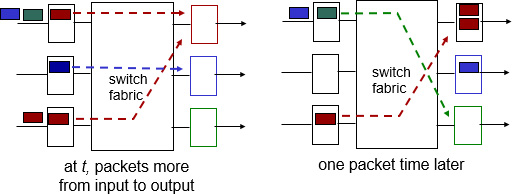 switch
fabric
at t, packets more
from input to output
switch
fabric
one packet time later